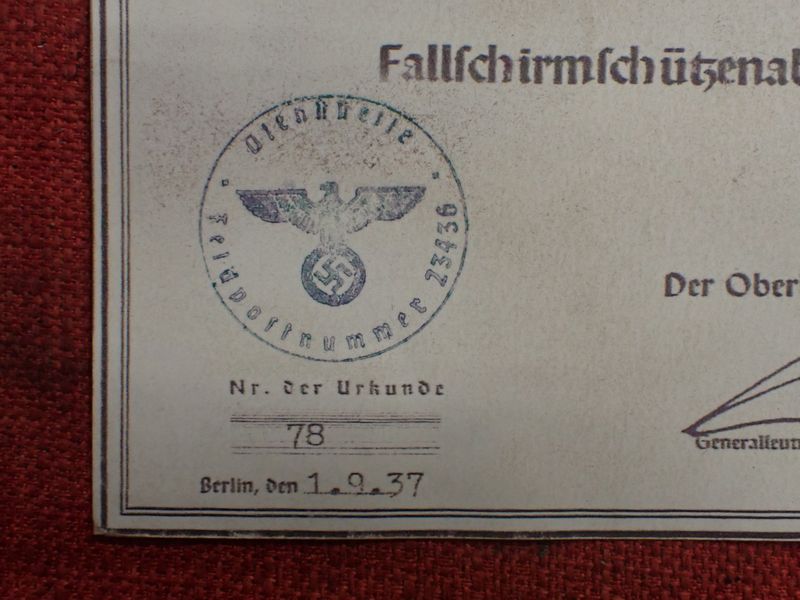 Fallschirmschützenab
Dienststelle
Feldpostnummer 23436
Der Ober
Nr. der Urkunde
78
Generalleutn
Berlin, den 1.9.37